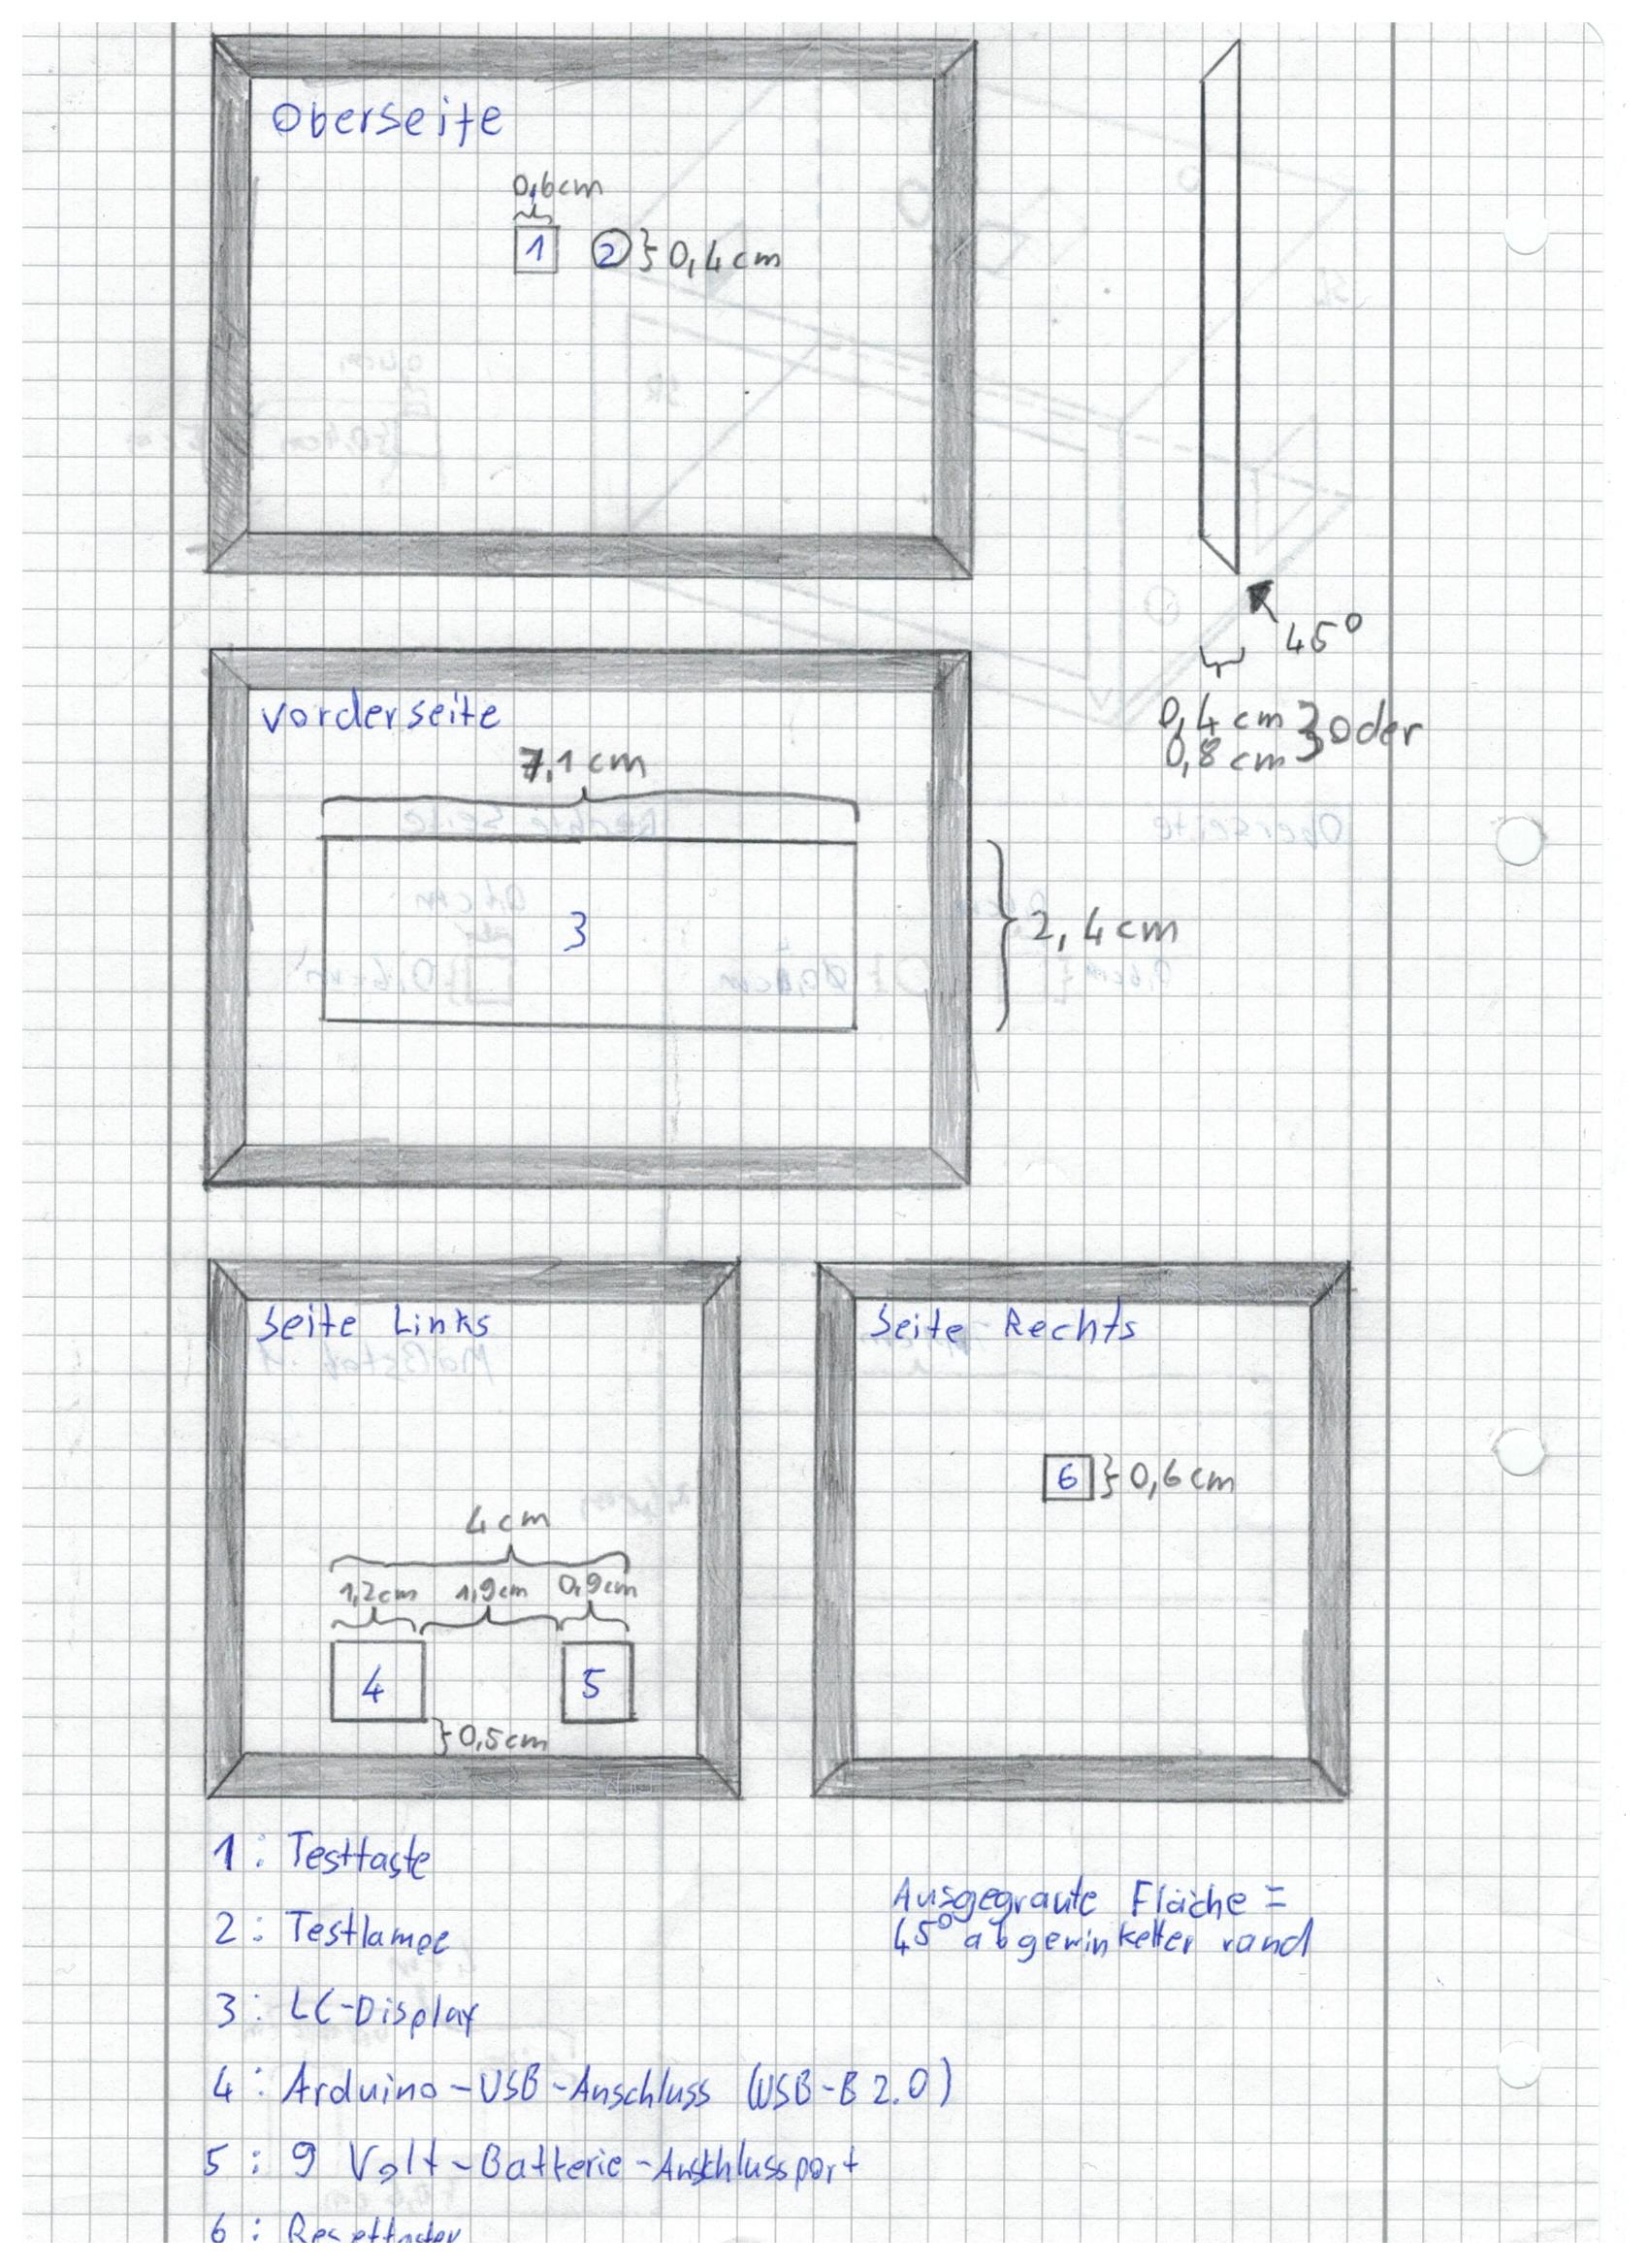 Oberseite
0,6cm
1 2 }0,4cm
45°
Vorderseite
0,4cm
0,8cm }oder
7,1cm
3
2,4cm
Seite Links
Seite Rechts
6 }0,6cm
4cm
1,2cm 1,9cm 0,9cm
4 5
}0,5cm
1: Testtaste
Ausgegraute Fläche =
45° abgewinkelter rand
2: Testlampe
3: LC-Display
4: Arduino-USB-Anschluss (USB-B 2.0)
5: 9 Volt-Batterie-Anschlussport
6: Resettaster